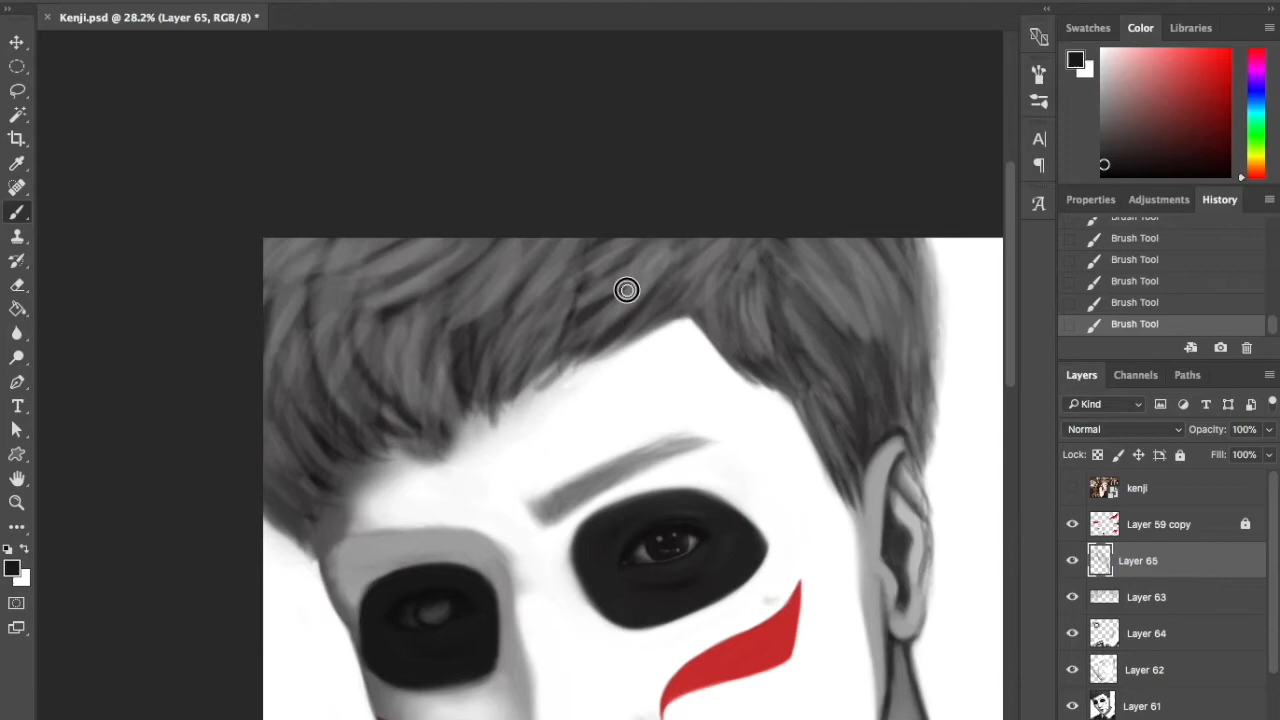 Kenji.psd @ 28.2% (Layer 65, RGB/8) *
Swatches Color Libraries
Properties Adjustments History
Brush Tool
Brush Tool
Brush Tool
Brush Tool
Brush Tool
Brush Tool
Layers Channels Paths
Kind
Normal Opacity: 100%
Lock: Fill: 100%
kenji
Layer 59 copy
Layer 65
Layer 63
Layer 64
Layer 62
Layer 61